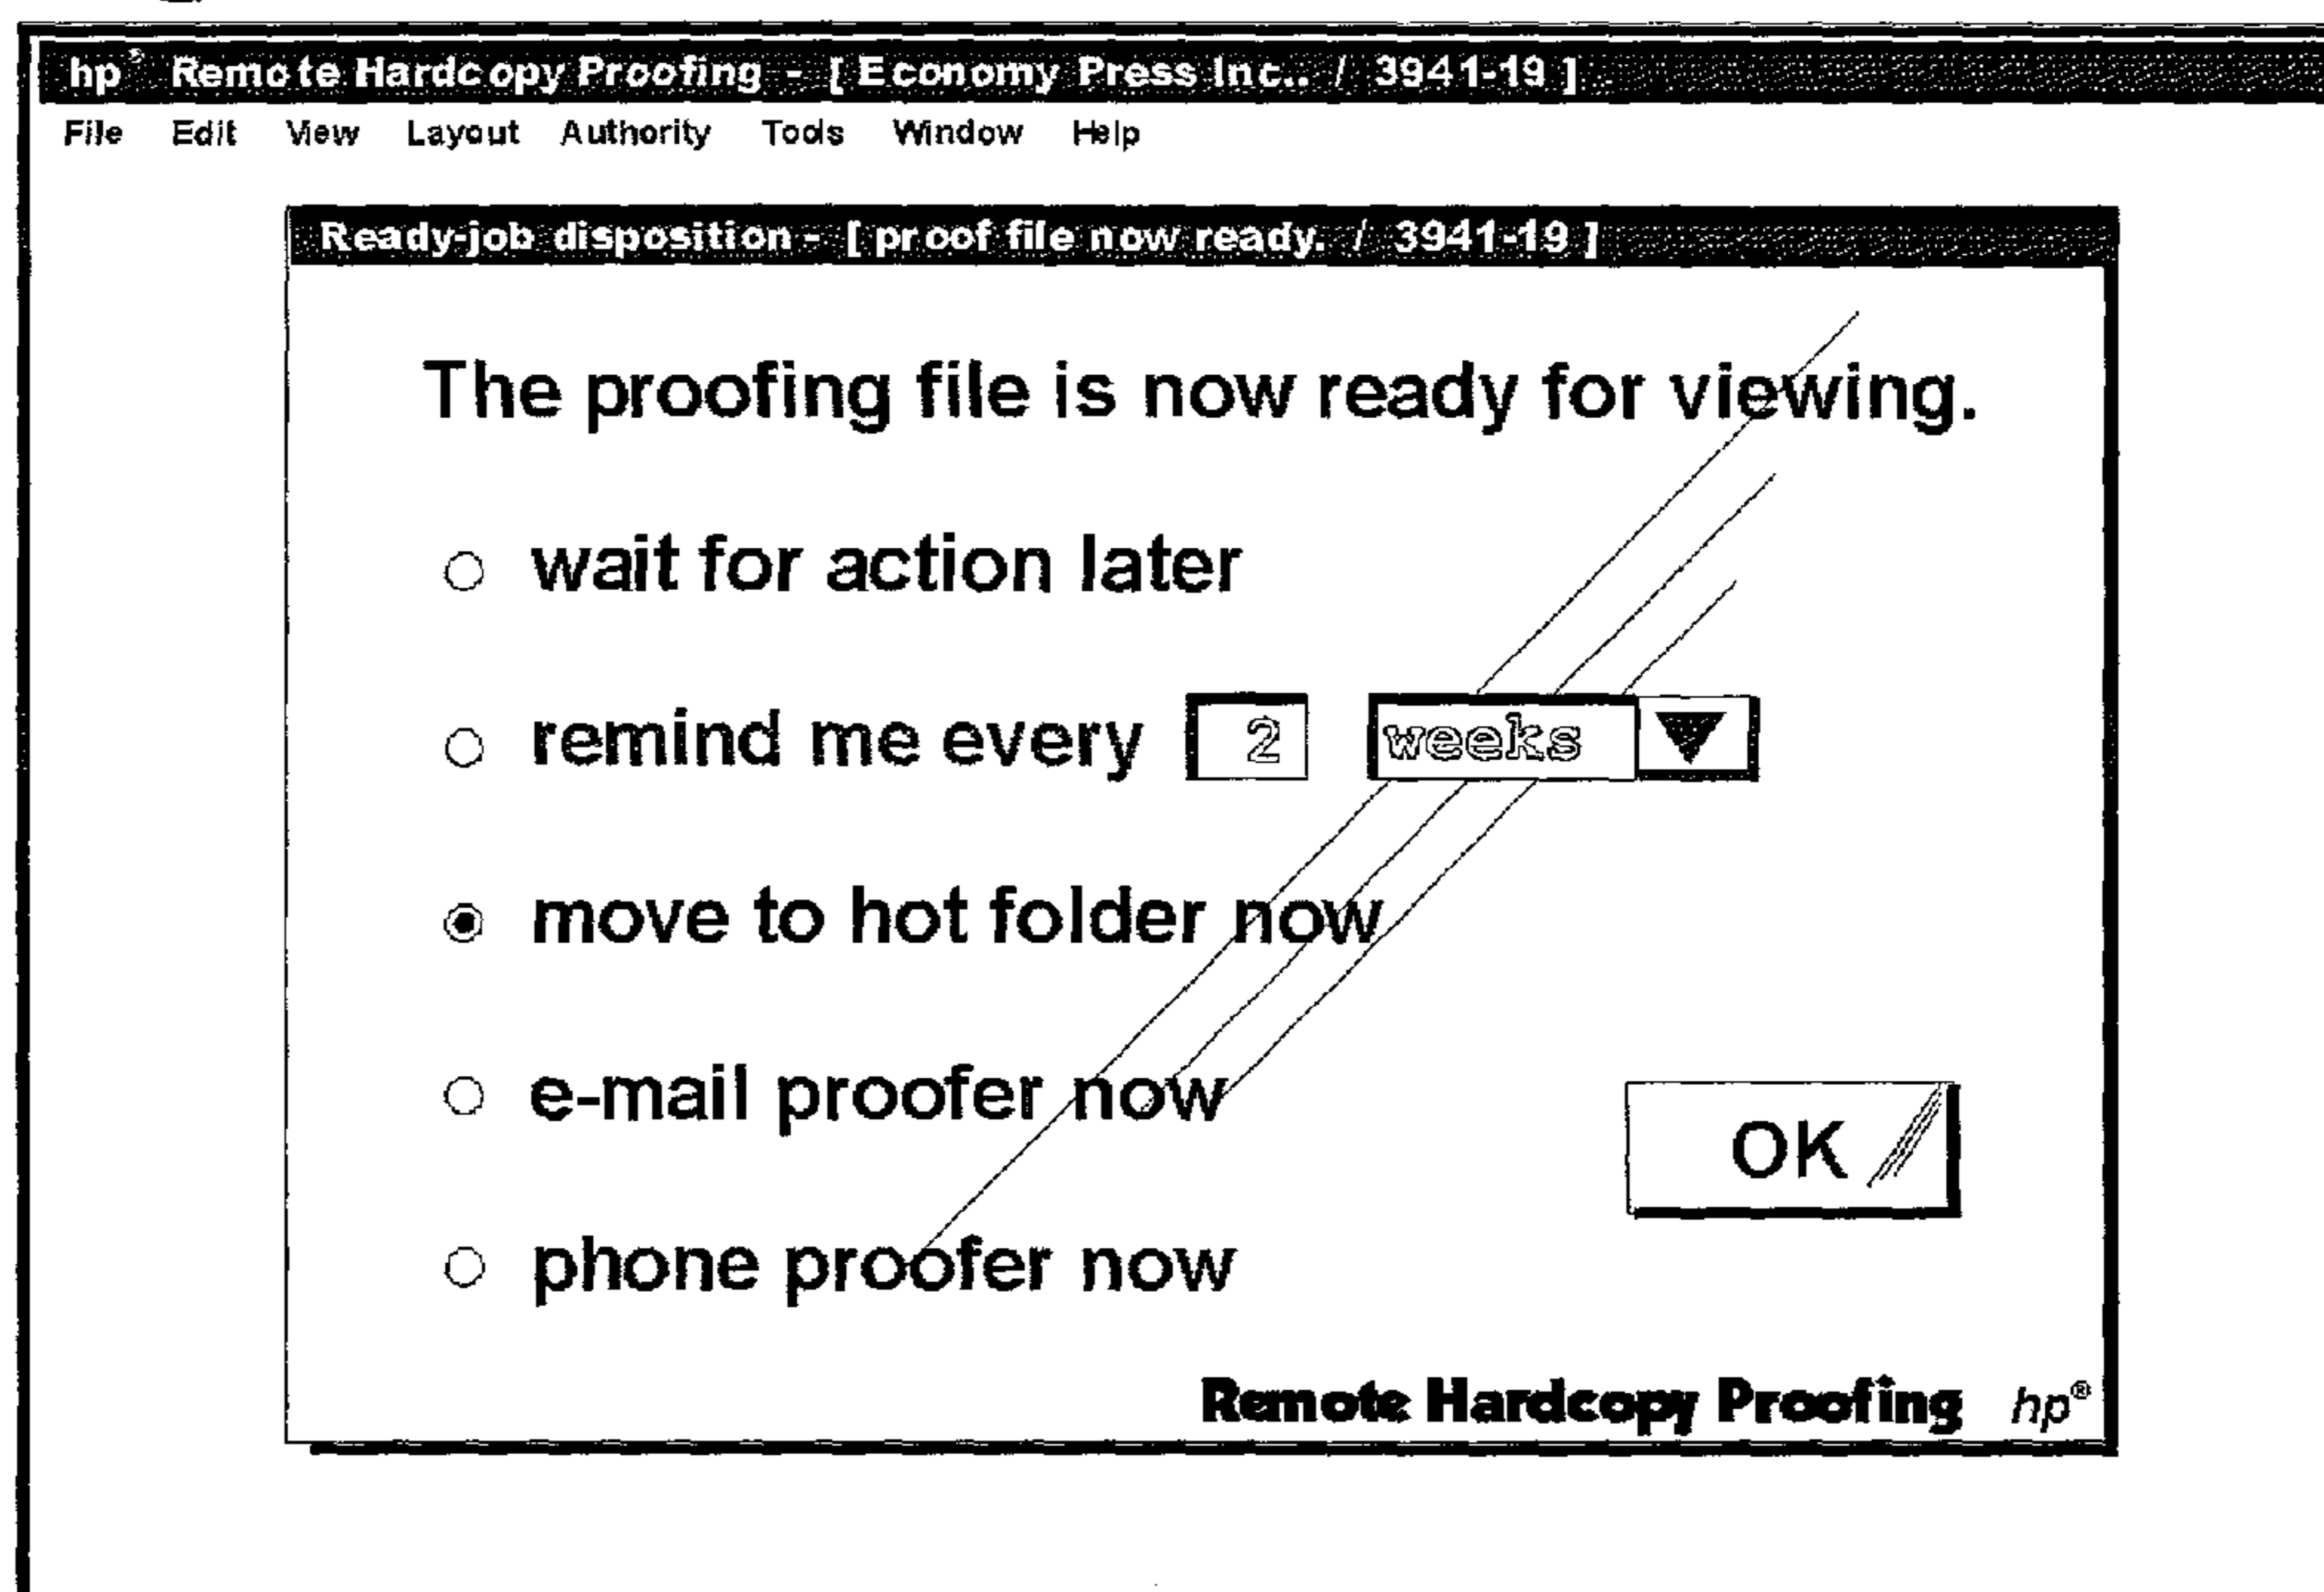 hp® Remote Hardcopy Proofing - [ Economy Press Inc.. / 3941-19 ]
File Edit View Layout Authority Tools Window Help
Ready-job disposition - [ proof file now ready. / 3941-19 ]
The proofing file is now ready for viewing.
wait for action later
remind me every 2 weeks
move to hot folder now
e-mail proofer now
OK
phone proofer now
Remote Hardcopy Proofing hp®